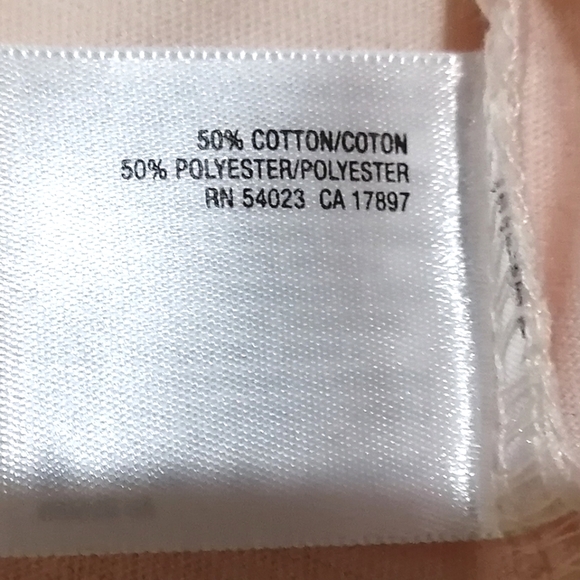 50% COTTON/COTON
50% POLYESTER/POLYESTER
RN 54023 CA 17897